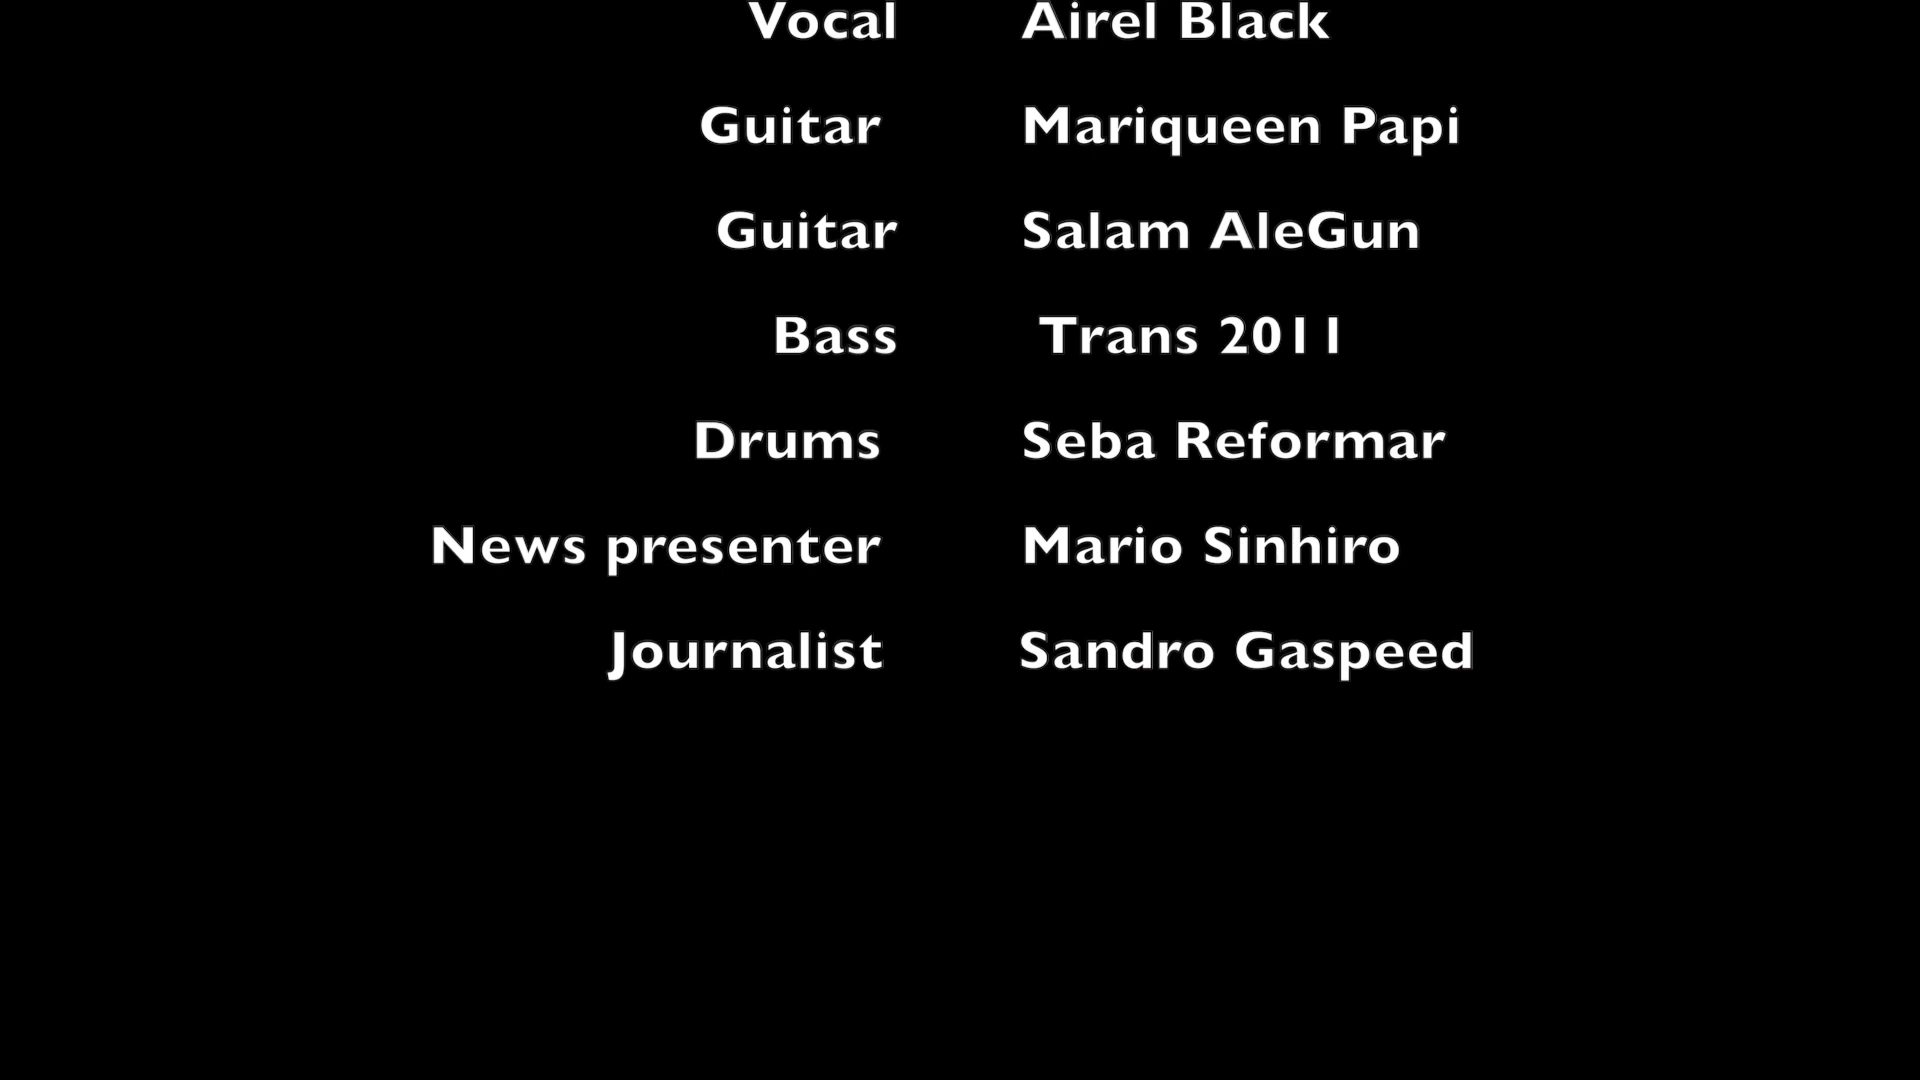 Vocal Airel Black
Guitar Mariqueen Papi
Guitar Salam AleGun
Bass Trans 2011
Drums Seba Reformar
News presenter Mario Sinhiro
Journalist Sandro Gaspeed